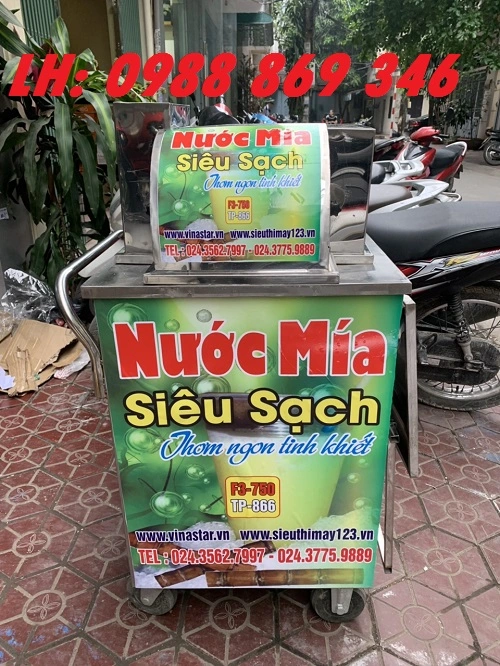 LH: 0988 869 346
Nước Mía
Siêu Sạch
Thơm ngon tinh khiết
F3-750
TP-866
www.vinastar.vn www.sieuthimay123.vn
TEL : 024.3562.7997 - 024.3775.9889
Nước Mía
Siêu Sạch
Thơm ngon tinh khiết
F3-750
TP-866
www.vinastar.vn www.sieuthimay123.vn
TEL : 024.3562.7997 - 024.3775.9889